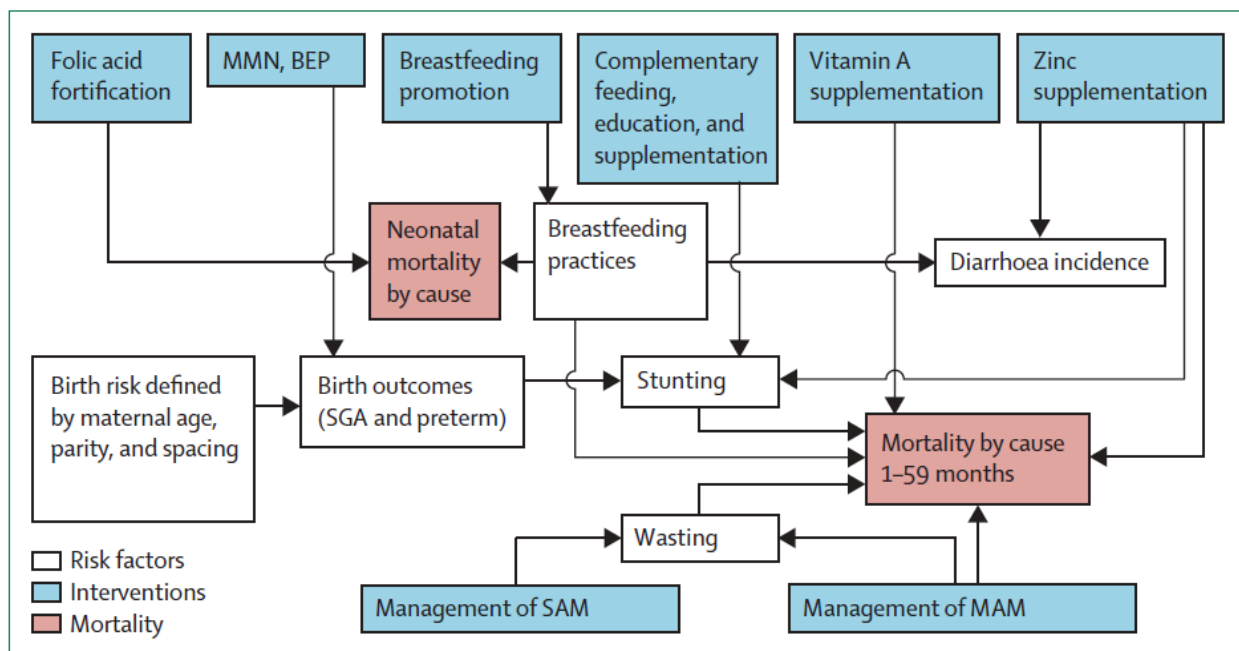 Folic acid
fortification
MMN, BEP
Breastfeeding
promotion
Complementary
feeding,
education, and
supplementation
Vitamin A
supplementation
Zinc
supplementation
Neonatal
mortality
by cause
Breastfeeding
practices
Diarrhoea incidence
Birth risk defined
by maternal age,
parity, and spacing
Birth outcomes
(SGA and preterm)
Stunting
Mortality by cause
1–59 months
Wasting
Risk factors
Interventions
Mortality
Management of SAM
Management of MAM